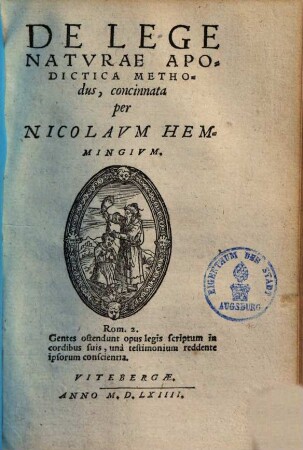 DE LEGE
NATVRAE APO-
DICTICA METHO-
dus, concinnata
per
NICOLAVM HEM-
MINGIVM.
EIGENTHUM DER STADT
AUGSBURG
Rom. 2.
Gentes ostendunt opus legis scriptum in
cordibus suis, unà testimonium reddente
ipsorum conscientia.
VITEBERGÆ.
ANNO M. D. LXIIII.